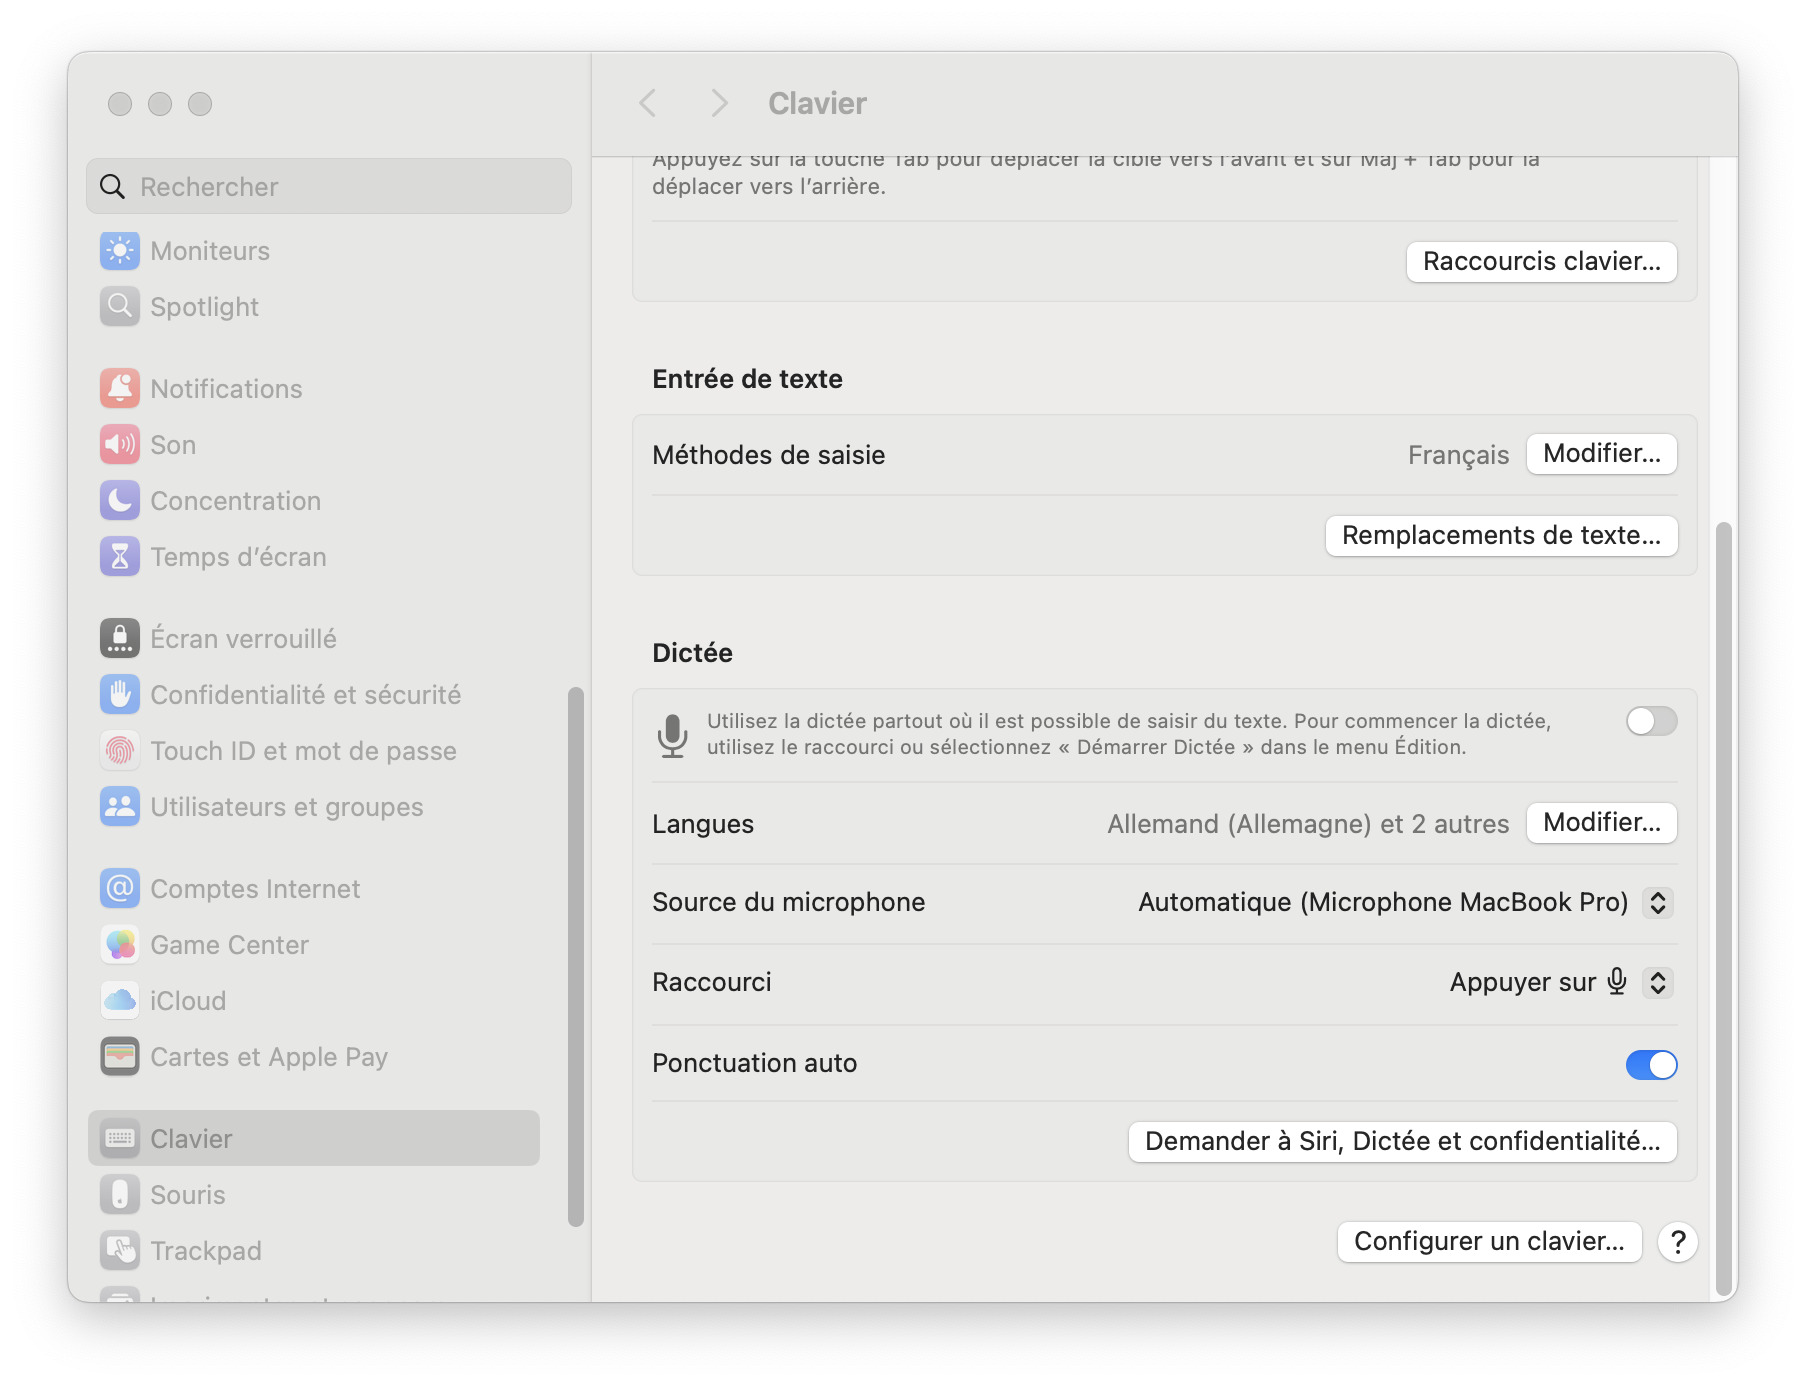 Clavier
Rechercher
Moniteurs
Spotlight
Notifications
Son
Concentration
Temps d’écran
Écran verrouillé
Confidentialité et sécurité
Touch ID et mot de passe
Utilisateurs et groupes
Comptes Internet
Game Center
iCloud
Cartes et Apple Pay
Clavier
Souris
Trackpad
Appuyez sur la touche Tab pour déplacer la cible vers l’avant et sur Maj + Tab pour la
déplacer vers l’arrière.
Raccourcis clavier...
Entrée de texte
Méthodes de saisie Français Modifier...
Remplacements de texte...
Dictée
Utilisez la dictée partout où il est possible de saisir du texte. Pour commencer la dictée,
utilisez le raccourci ou sélectionnez « Démarrer Dictée » dans le menu Édition.
Langues Allemand (Allemagne) et 2 autres Modifier...
Source du microphone Automatique (Microphone MacBook Pro)
Raccourci Appuyer sur
Ponctuation auto
Demander à Siri, Dictée et confidentialité...
Configurer un clavier... ?